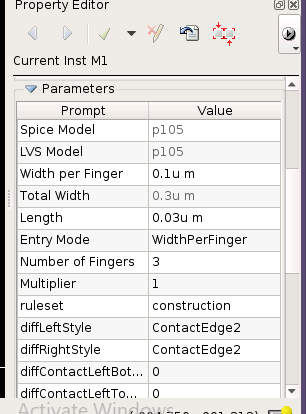 Property Editor
Current Inst M1
Parameters
Prompt Value
Spice Model p105
LVS Model p105
Width per Finger 0.1u m
Total Width 0.3u m
Length 0.03u m
Entry Mode WidthPerFinger
Number of Fingers 3
Multiplier 1
ruleset construction
diffLeftStyle ContactEdge2
diffRightStyle ContactEdge2
diffContactLeftBot... 0
diffContactLeftTo... 0
Activate Windows